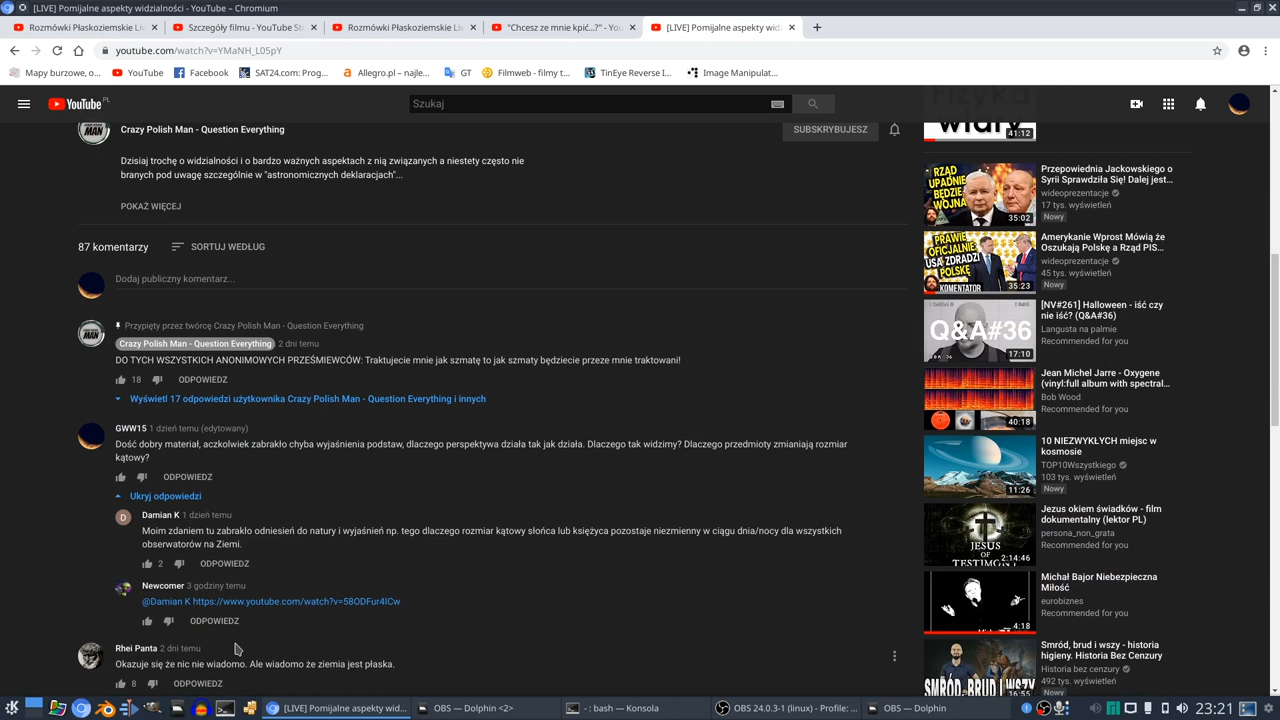 [LIVE] Pomijalne aspekty widzialności - YouTube – Chromium
Rozmówki Płaskoziemskie Liv
Szczegóły filmu - YouTube St
Rozmówki Płaskoziemskie Liv
"Chcesz ze mnie kpić...?" - You
[LIVE] Pomijalne aspekty widz
youtube.com/watch?v=YMaNH_L05pY
Mapy burzowe, o...
YouTube
Facebook
SAT24.com: Prog...
Allegro.pl – najle...
GT
Filmweb - filmy t...
TinEye Reverse I...
Image Manipulat...
YouTube PL
Szukaj
Crazy Polish Man - Question Everything
SUBSKRYBUJESZ
Dzisiaj trochę o widzialności i o bardzo ważnych aspektach z nią związanych a niestety często nie
branych pod uwagę szczególnie w "astronomicznych deklaracjach"...
POKAŻ WIĘCEJ
87 komentarzy
SORTUJ WEDŁUG
Dodaj publiczny komentarz...
Przypięty przez twórcę Crazy Polish Man - Question Everything
Crazy Polish Man - Question Everything 2 dni temu
DO TYCH WSZYSTKICH ANONIMOWYCH PRZEŚMIEWCÓW: Traktujecie mnie jak szmatę to jak szmaty będziecie przeze mnie traktowani!
18 ODPOWIEDZ
Wyświetl 17 odpowiedzi użytkownika Crazy Polish Man - Question Everything i innych
GWW15 1 dzień temu (edytowany)
Dość dobry materiał, aczkolwiek zabrakło chyba wyjaśnienia podstaw, dlaczego perspektywa działa tak jak działa. Dlaczego tak widzimy? Dlaczego przedmioty zmianiają rozmiar
kątowy?
ODPOWIEDZ
Ukryj odpowiedzi
D
Damian K 1 dzień temu
Moim zdaniem tu zabrakło odniesień do natury i wyjaśnień np. tego dlaczego rozmiar kątowy słońca lub księżyca pozostaje niezmienny w ciągu dnia/nocy dla wszystkich
obserwatorów na Ziemi.
2 ODPOWIEDZ
Newcomer 3 godziny temu
@Damian K https://www.youtube.com/watch?v=58ODFur4ICw
ODPOWIEDZ
Rhei Panta 2 dni temu
Okazuje się że nic nie wiadomo. Ale wiadomo że ziemia jest płaska.
8 ODPOWIEDZ
Fizyka
wiary
41:12
RZĄD
UPADNIE
BĘDZIE
WOJNA
35:02
Przepowiednia Jackowskiego o
Syrii Sprawdziła Się! Dalej jest...
wideoprezentacje
17 tys. wyświetleń
Nowy
PRAWIE
OFICJALNIE:
USA ZDRADZI
POLSKĘ
KOMENTATOR
35:23
Amerykanie Wprost Mówią że
Oszukają Polskę a Rząd PIS...
wideoprezentacje
45 tys. wyświetleń
Nowy
Q&A#36
17:10
[NV#261] Halloween - iść czy
nie iść? (Q&A#36)
Langusta na palmie
Recommended for you
40:18
Jean Michel Jarre - Oxygene
(vinyl:full album with spectral...
Bob Wood
Recommended for you
11:26
10 NIEZWYKŁYCH miejsc w
kosmosie
TOP10Wszystkiego
103 tys. wyświetleń
Nowy
JESUS
OF
TESTIMONY
2:14:46
Jezus okiem świadków - film
dokumentalny (lektor PL)
persona_non_grata
Recommended for you
4:18
Michał Bajor Niebezpieczna
Miłość
eurobiznes
Recommended for you
SMRÓD, BRUD I WSZY
16:55
Smród, brud i wszy - historia
higieny. Historia Bez Cenzury
Historia bez cenzury
492 tys. wyświetleń
Nowy
[LIVE] Pomijalne aspekty wid...
OBS — Dolphin <2>
- : bash — Konsola
OBS 24.0.3-1 (linux) - Profile: ...
OBS — Dolphin
23:21